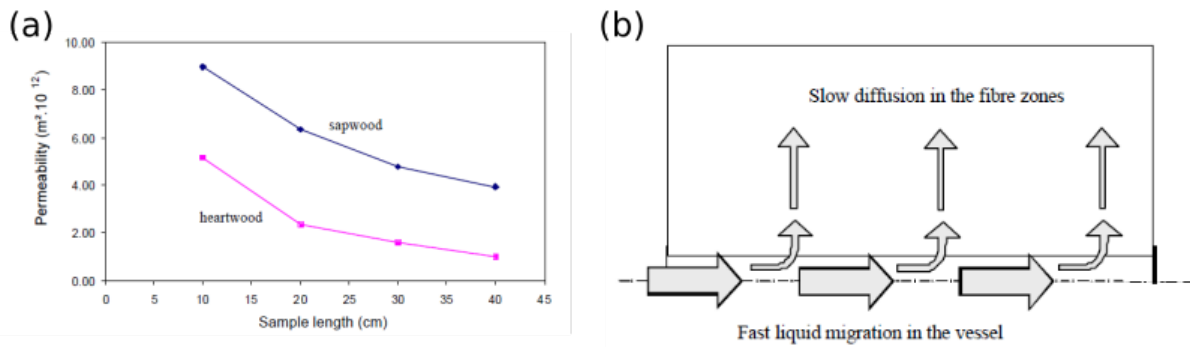 (a)
10.00
8.00
6.00
4.00
2.00
0.00
Permeability (m².10 12)
sapwood
heartwood
0 5 10 15 20 25 30 35 40 45
Sample length (cm)
(b)
Slow diffusion in the fibre zones
Fast liquid migration in the vessel